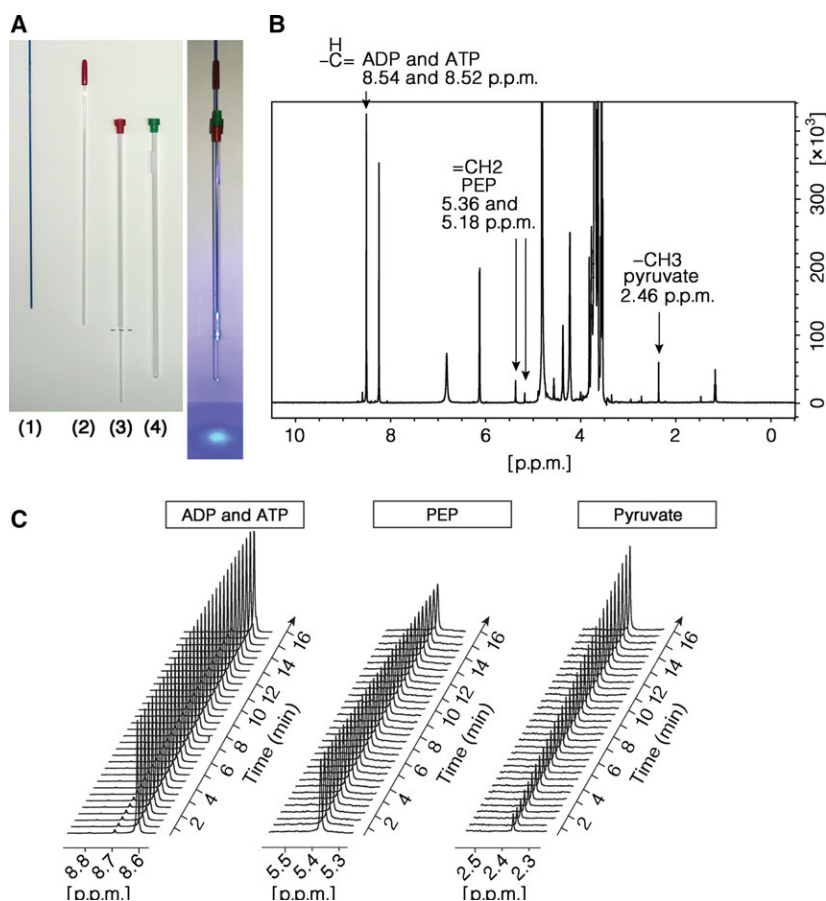 A
(1) (2) (3) (4)
B
H
–C= ADP and ATP
8.54 and 8.52 p.p.m.
=CH2
PEP
5.36 and
5.18 p.p.m.
–CH3
pyruvate
2.46 p.p.m.
[×10³]
300
200
100
0
10 8 6 4 2 0
[p.p.m.]
C
ADP and ATP PEP Pyruvate
2 4 6 8 10 12 14 16
Time (min)
8.8 8.7 8.6
[p.p.m.]
2 4 6 8 10 12 14 16
Time (min)
5.5 5.4 5.3
[p.p.m.]
2 4 6 8 10 12 14 16
Time (min)
2.5 2.4 2.3
[p.p.m.]